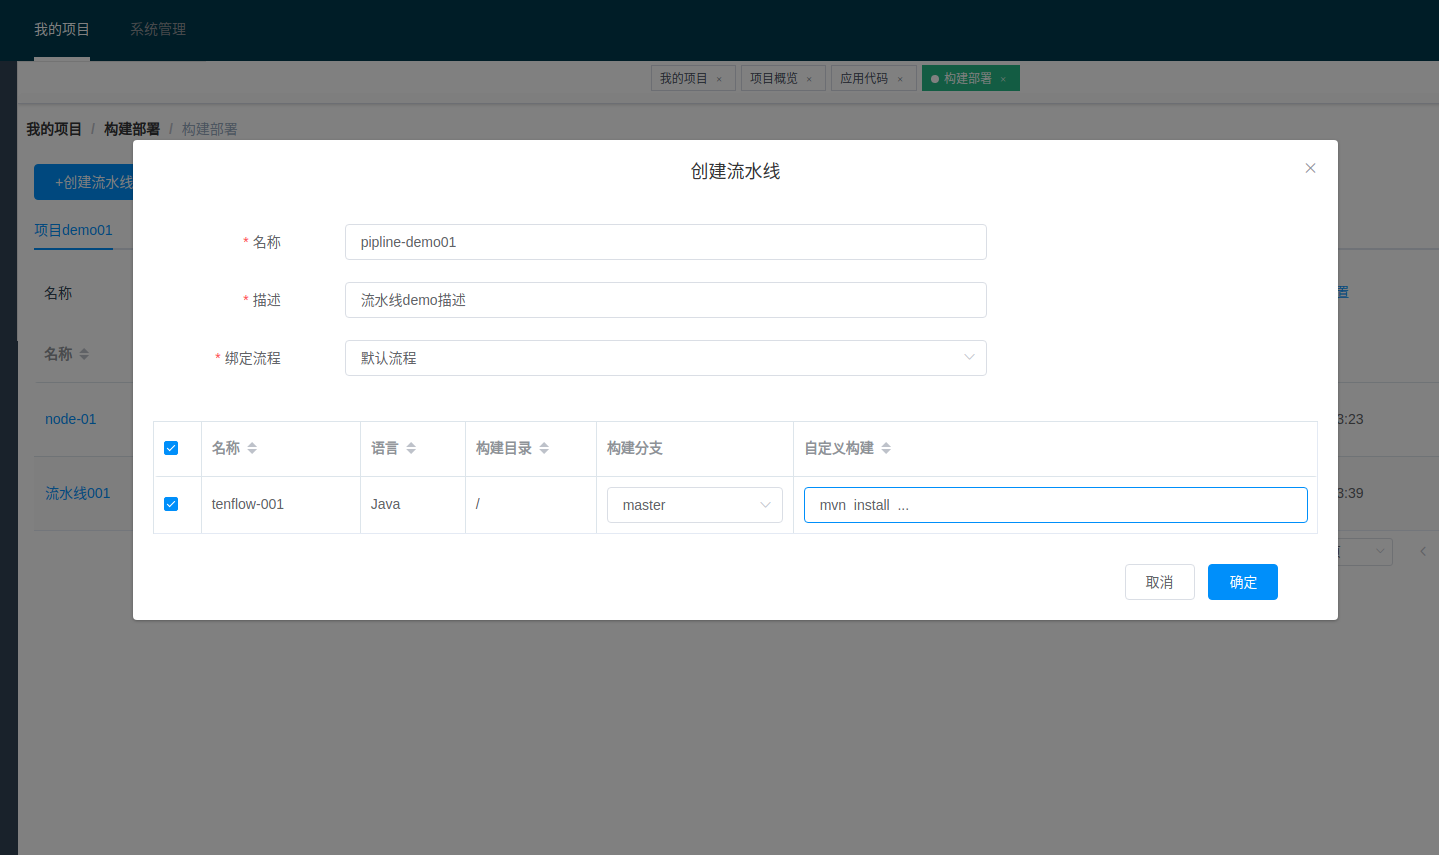 我的项目 系统管理
我的项目 × 项目概览 × 应用代码 × 构建部署 ×
我的项目 / 构建部署 / 构建部署
+创建流水线
创建流水线
项目demo01
* 名称 pipline-demo01
名称 置
* 描述 流水线demo描述
名称
* 绑定流程 默认流程
node-01 3:23
名称 语言 构建目录 构建分支 自定义构建
流水线001 3:39
tenflow-001 Java / master mvn install ...
取消 确定